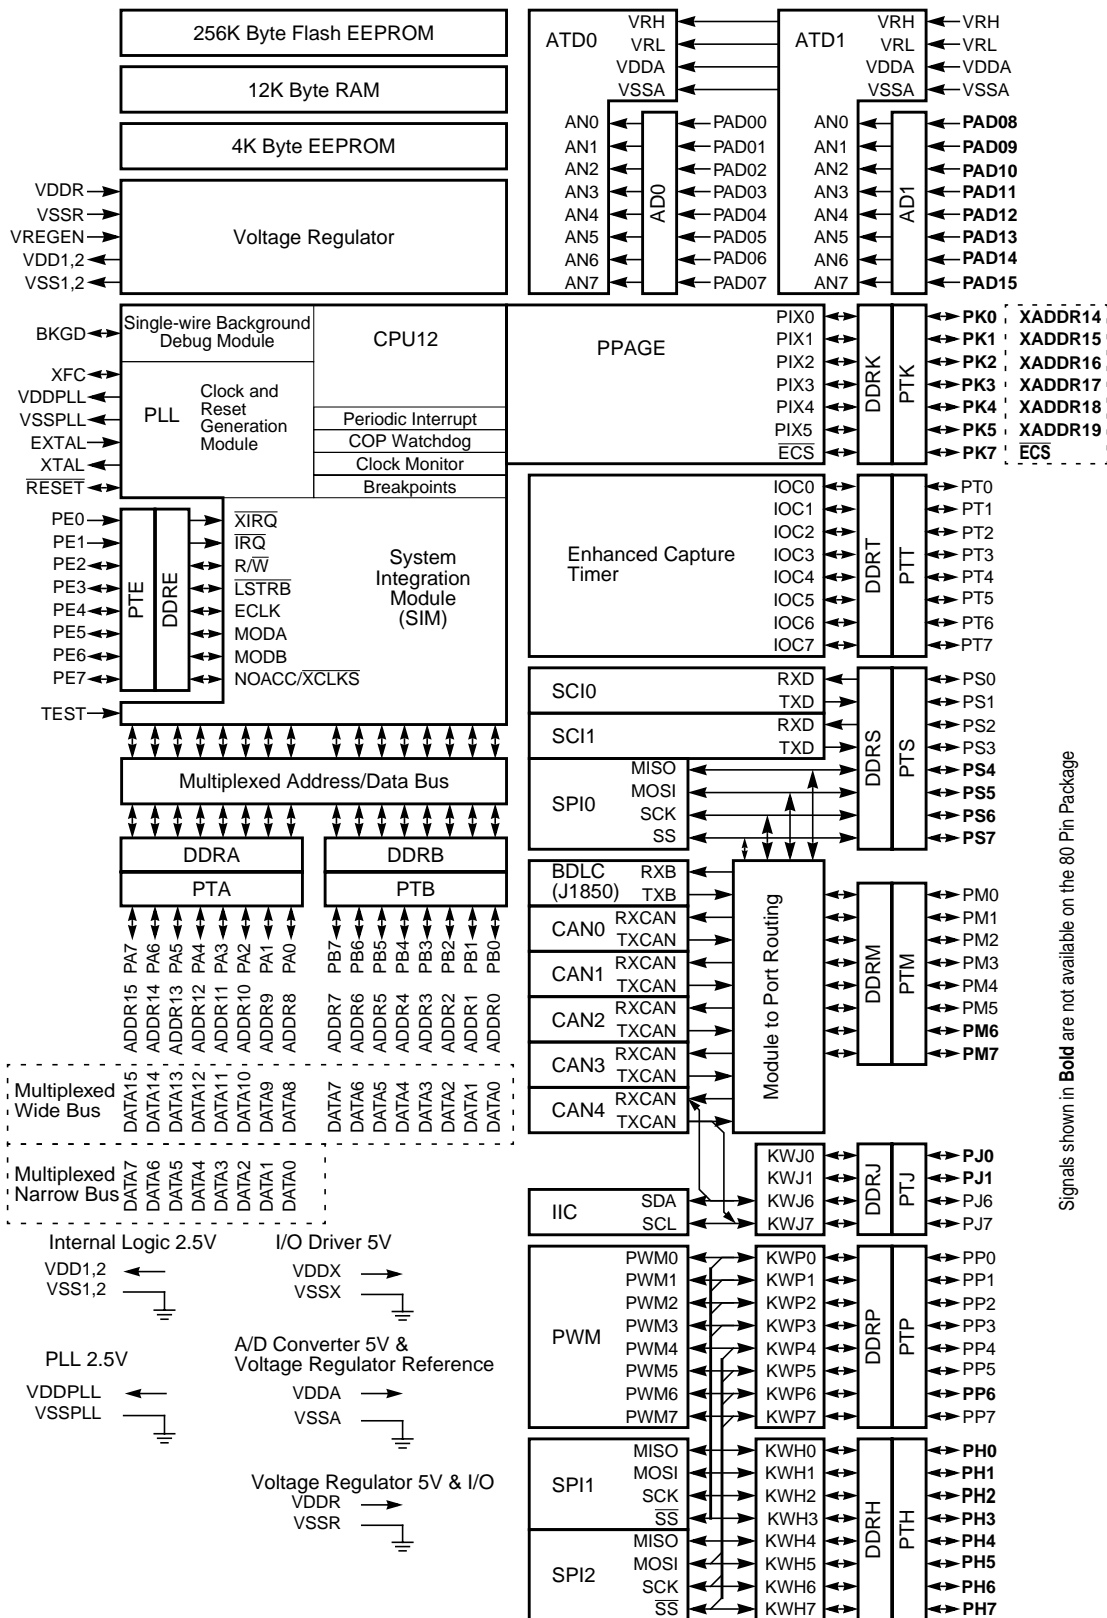 256K Byte Flash EEPROM
12K Byte RAM
4K Byte EEPROM
VDDR
VSSR
VREGEN
VDD1,2
VSS1,2
Voltage Regulator
ATD0
VRH
VRL
VDDA
VSSA
AN0
AN1
AN2
AN3
AN4
AN5
AN6
AN7
AD0
PAD00
PAD01
PAD02
PAD03
PAD04
PAD05
PAD06
PAD07
ATD1
VRH
VRL
VDDA
VSSA
VRH
VRL
VDDA
VSSA
AN0
AN1
AN2
AN3
AN4
AN5
AN6
AN7
AD1
PAD08
PAD09
PAD10
PAD11
PAD12
PAD13
PAD14
PAD15
BKGD
XFC
VDDPLL
VSSPLL
EXTAL
XTAL
RESET
Single-wire Background
Debug Module
CPU12
PLL
Clock and
Reset
Generation
Module
Periodic Interrupt
COP Watchdog
Clock Monitor
Breakpoints
PPAGE
PIX0
PIX1
PIX2
PIX3
PIX4
PIX5
ECS
DDRK
PTK
PK0
PK1
PK2
PK3
PK4
PK5
PK7
XADDR14
XADDR15
XADDR16
XADDR17
XADDR18
XADDR19
ECS
PE0
PE1
PE2
PE3
PE4
PE5
PE6
PE7
TEST
PTE
DDRE
XIRQ
IRQ
R/W
LSTRB
ECLK
MODA
MODB
NOACC/XCLKS
System
Integration
Module
(SIM)
Enhanced Capture
Timer
IOC0
IOC1
IOC2
IOC3
IOC4
IOC5
IOC6
IOC7
DDRT
PTT
PT0
PT1
PT2
PT3
PT4
PT5
PT6
PT7
SCI0
RXD
TXD
SCI1
RXD
TXD
SPI0
MISO
MOSI
SCK
SS
DDRS
PTS
PS0
PS1
PS2
PS3
PS4
PS5
PS6
PS7
Multiplexed Address/Data Bus
DDRA
DDRB
PTA
PTB
PA7
PA6
PA5
PA4
PA3
PA2
PA1
PA0
PB7
PB6
PB5
PB4
PB3
PB2
PB1
PB0
ADDR15
ADDR14
ADDR13
ADDR12
ADDR11
ADDR10
ADDR9
ADDR8
ADDR7
ADDR6
ADDR5
ADDR4
ADDR3
ADDR2
ADDR1
ADDR0
Multiplexed
Wide Bus
DATA15
DATA14
DATA13
DATA12
DATA11
DATA10
DATA9
DATA8
DATA7
DATA6
DATA5
DATA4
DATA3
DATA2
DATA1
DATA0
Multiplexed
Narrow Bus
DATA7
DATA6
DATA5
DATA4
DATA3
DATA2
DATA1
DATA0
BDLC
(J1850)
RXB
TXB
CAN0
RXCAN
TXCAN
CAN1
RXCAN
TXCAN
CAN2
RXCAN
TXCAN
CAN3
RXCAN
TXCAN
CAN4
RXCAN
TXCAN
Module to Port Routing
DDRM
PTM
PM0
PM1
PM2
PM3
PM4
PM5
PM6
PM7
IIC
SDA
SCL
KWJ0
KWJ1
KWJ6
KWJ7
DDRJ
PTJ
PJ0
PJ1
PJ6
PJ7
PWM
PWM0
PWM1
PWM2
PWM3
PWM4
PWM5
PWM6
PWM7
KWP0
KWP1
KWP2
KWP3
KWP4
KWP5
KWP6
KWP7
DDRP
PTP
PP0
PP1
PP2
PP3
PP4
PP5
PP6
PP7
SPI1
MISO
MOSI
SCK
SS
SPI2
MISO
MOSI
SCK
SS
KWH0
KWH1
KWH2
KWH3
KWH4
KWH5
KWH6
KWH7
DDRH
PTH
PH0
PH1
PH2
PH3
PH4
PH5
PH6
PH7
Internal Logic 2.5V
VDD1,2
VSS1,2
I/O Driver 5V
VDDX
VSSX
PLL 2.5V
VDDPLL
VSSPLL
A/D Converter 5V &
Voltage Regulator Reference
VDDA
VSSA
Voltage Regulator 5V & I/O
VDDR
VSSR
Signals shown in Bold are not available on the 80 Pin Package